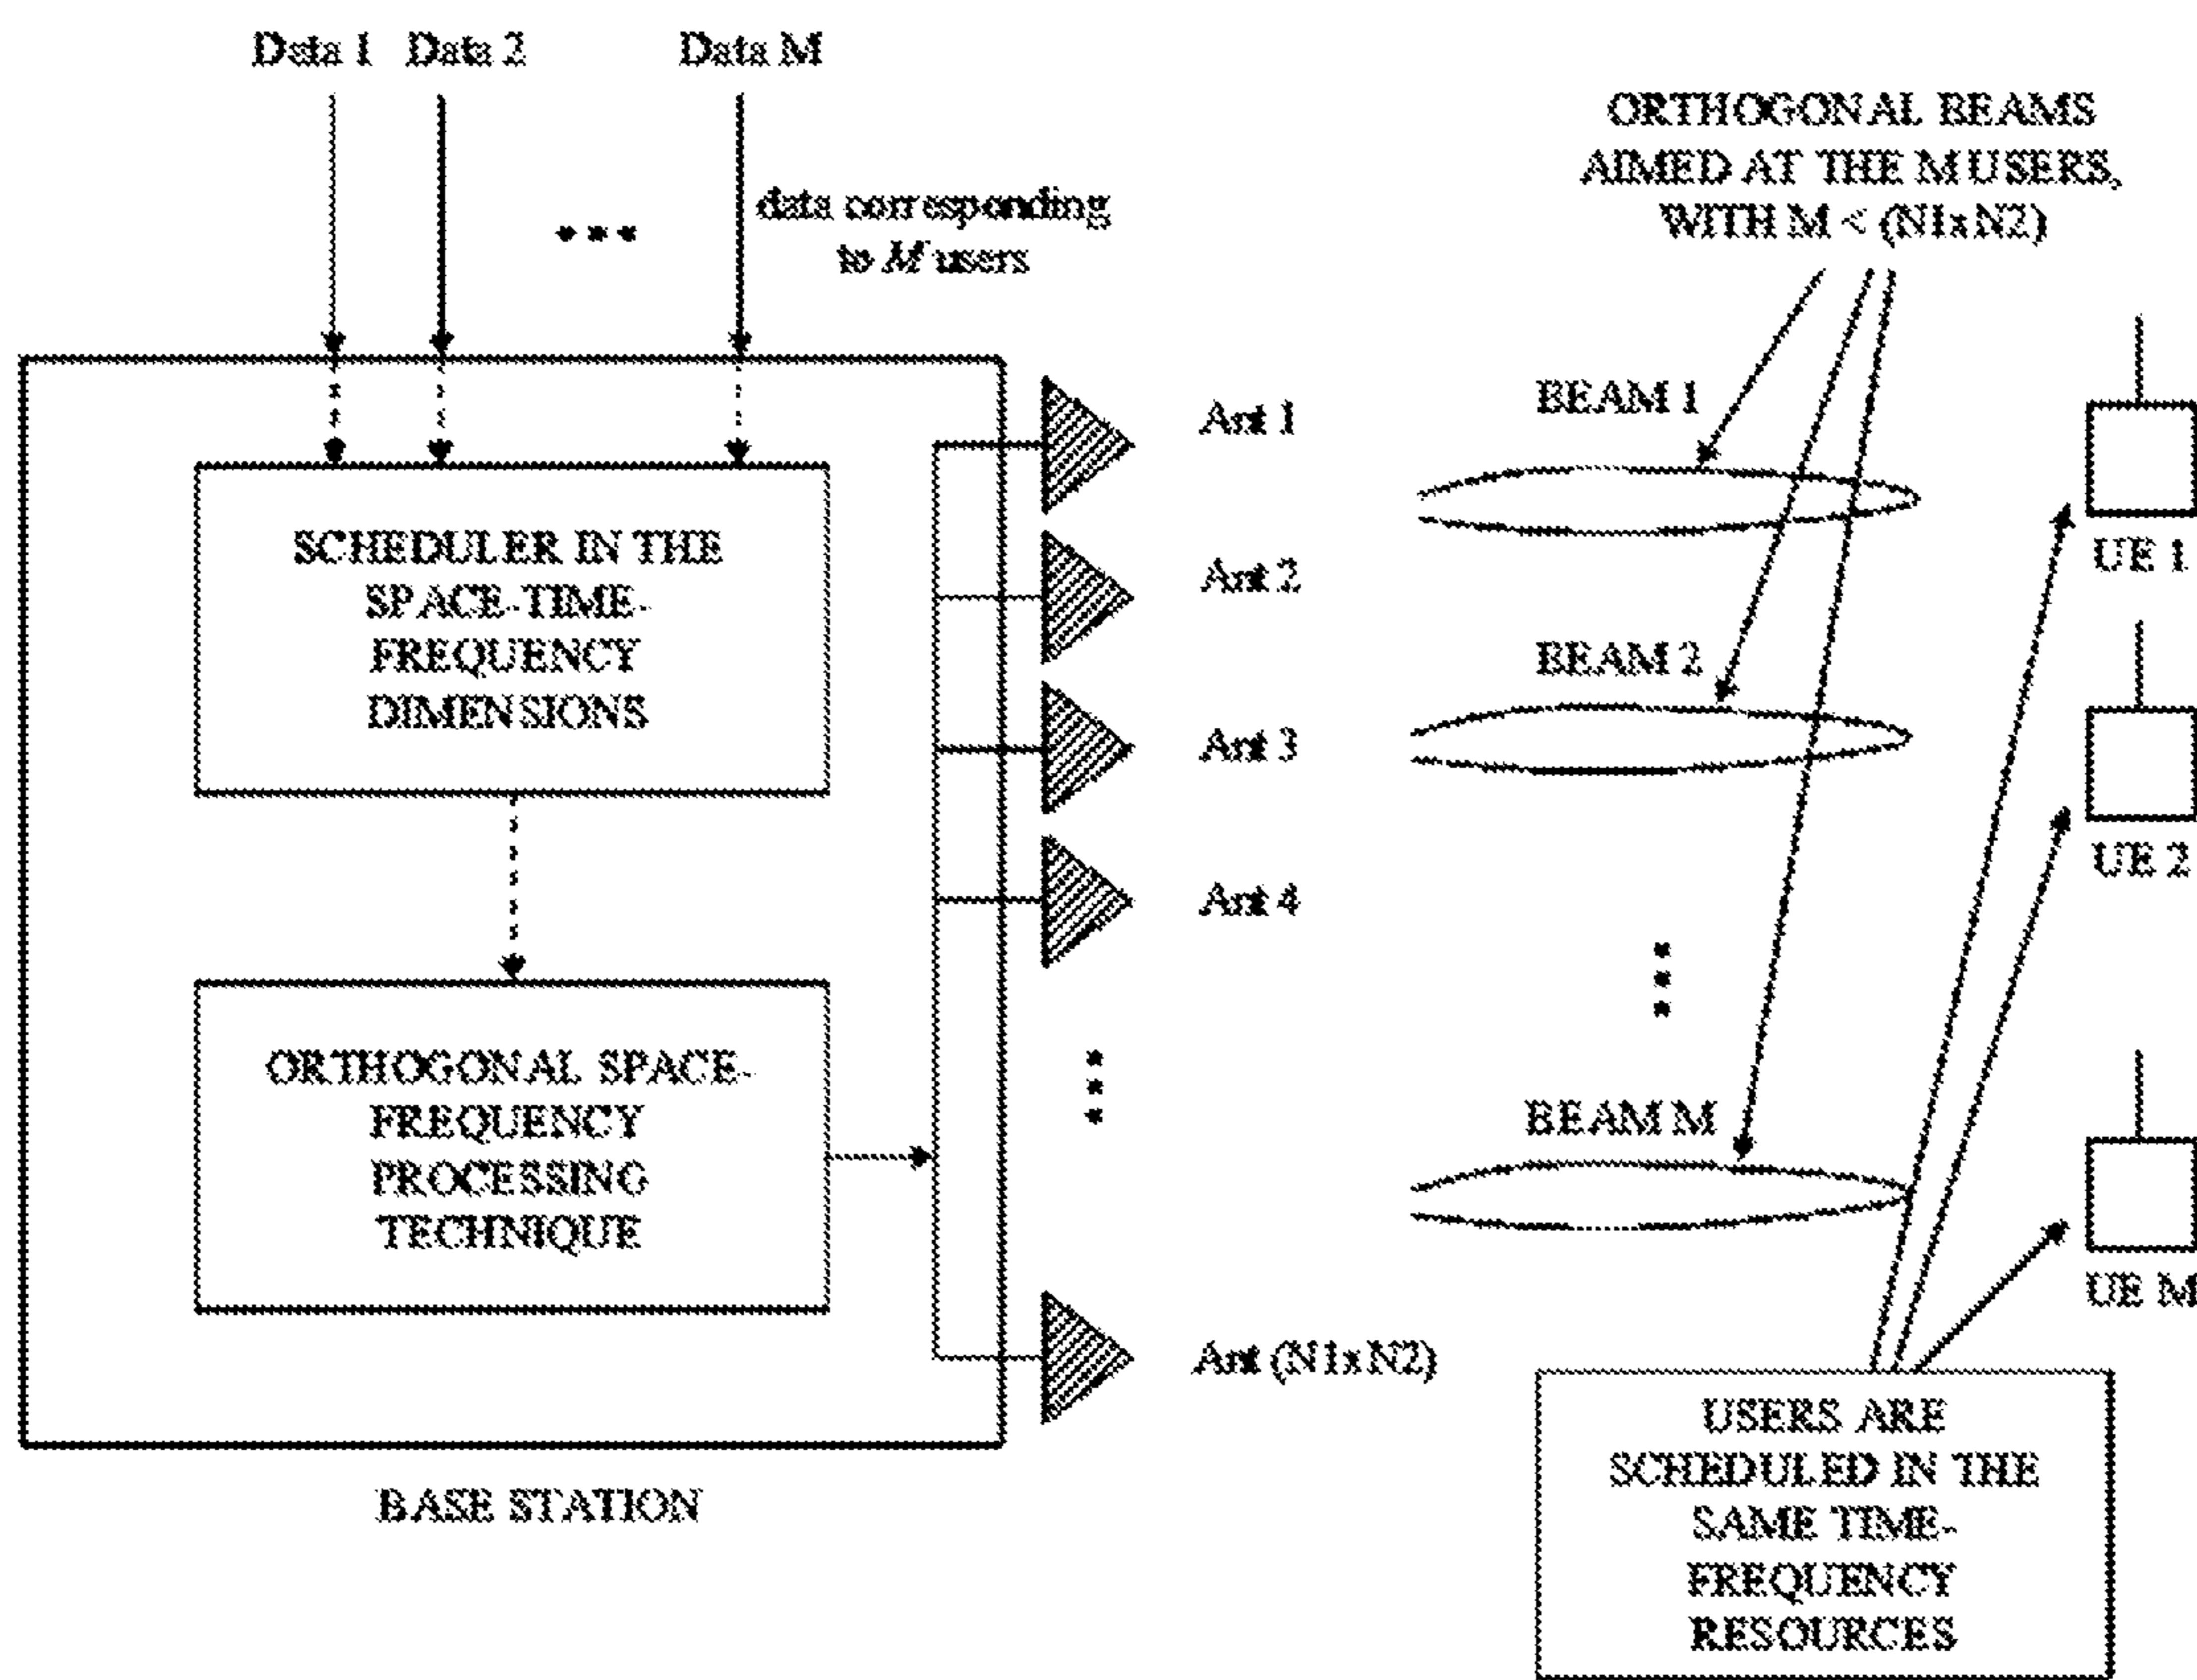 Data 1 Data 2 Data M
data corresponding
to M users
SCHEDULER IN THE
SPACE-TIME-
FREQUENCY
DIMENSIONS
ORTHOGONAL SPACE-
FREQUENCY
PROCESSING
TECHNIQUE
BASE STATION
Ant 1
Ant 2
Ant 3
Ant 4
Ant (N1xN2)
ORTHOGONAL BEAMS
AIMED AT THE M USERS,
WITH M < (N1xN2)
BEAM 1
BEAM 2
BEAM M
UE 1
UE 2
UE M
USERS ARE
SCHEDULED IN THE
SAME TIME-
FREQUENCY
RESOURCES